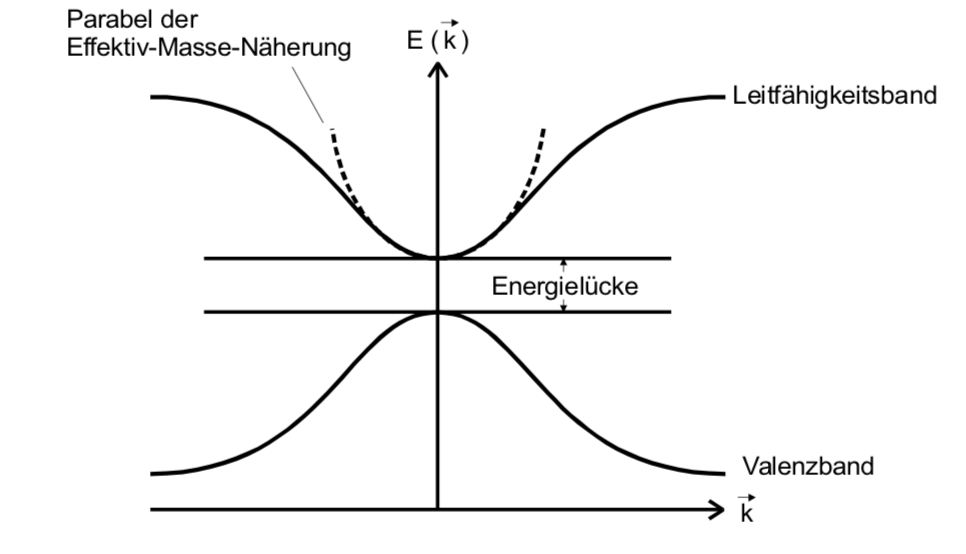 Parabel der
Effektiv-Masse-Näherung
E (k⃗)
Leitfähigkeitsband
Energielücke
Valenzband
k⃗